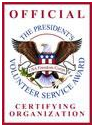 OFFICIAL
THE PRESIDENT'S
VOLUNTEER SERVICE AWARD
CERTIFYING
ORGANIZATION